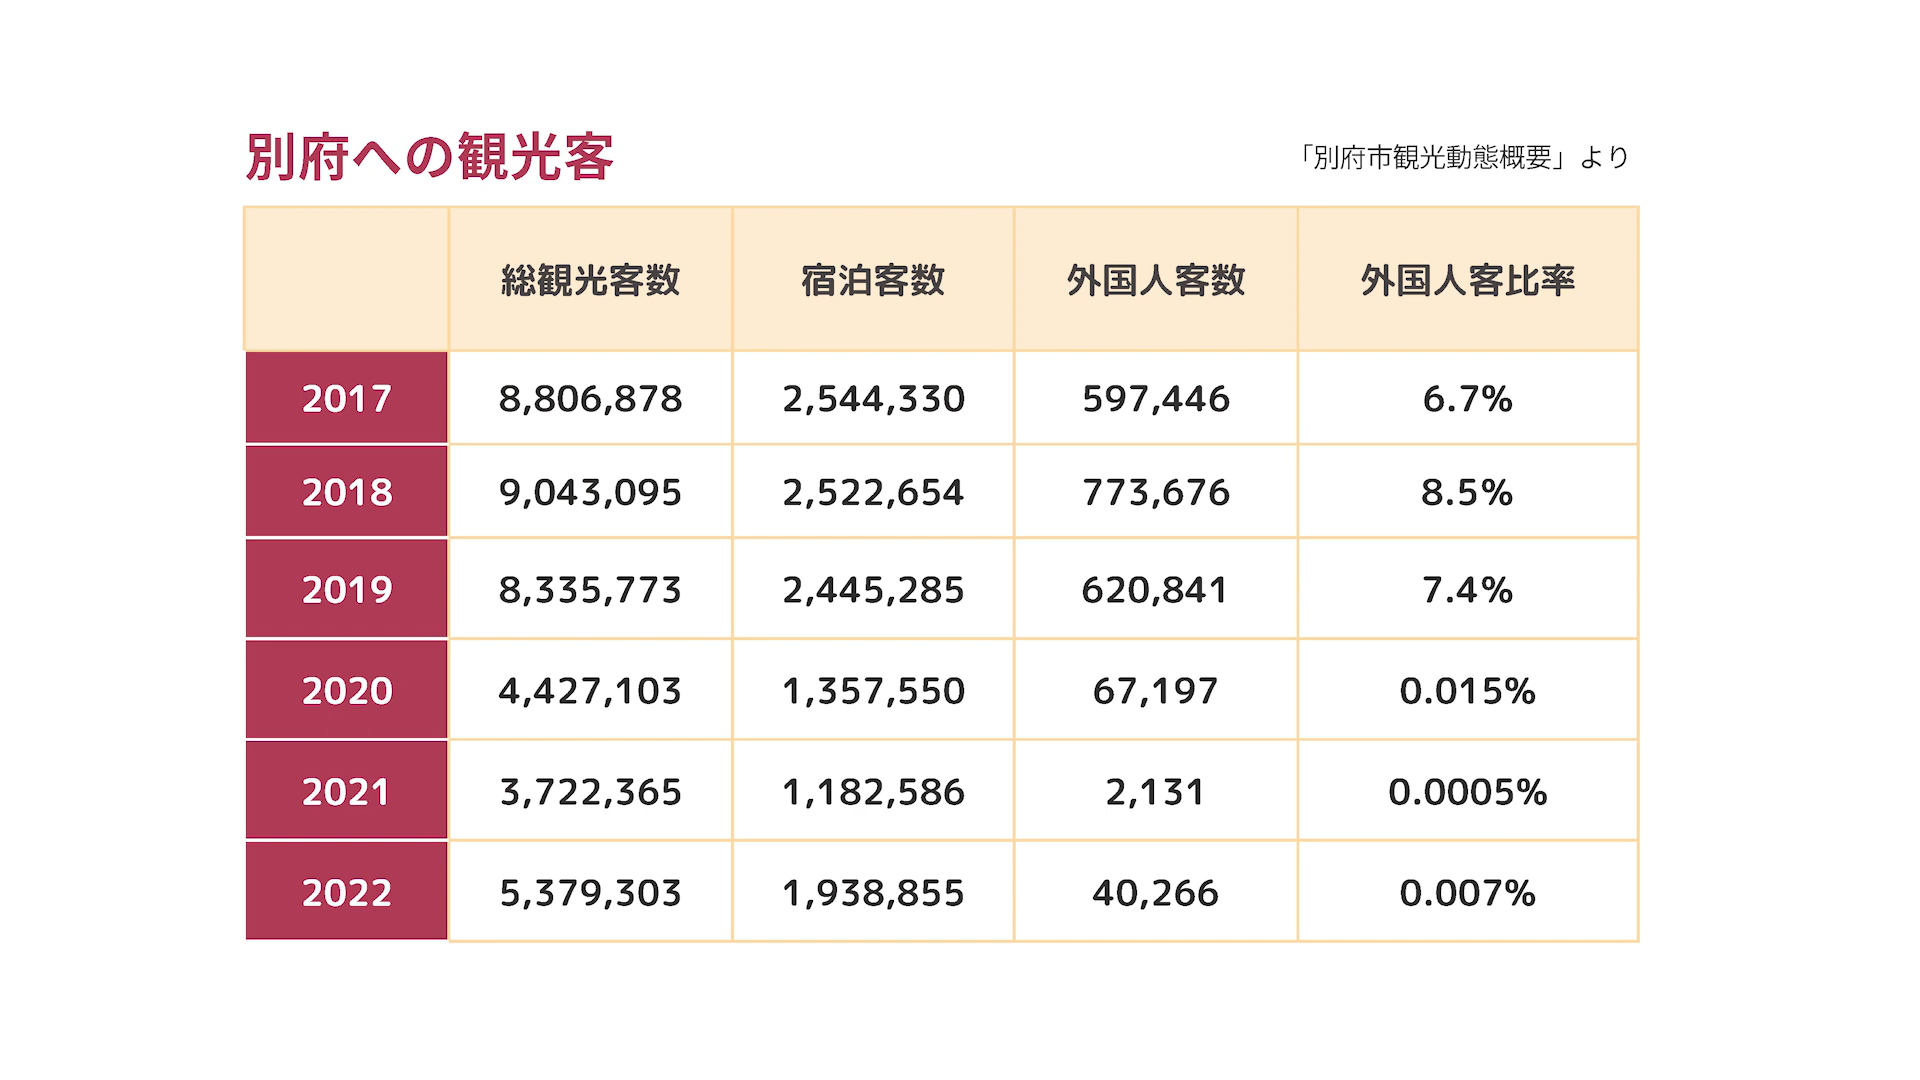 別府への観光客
「別府市観光動態概要」より
総観光客数 宿泊客数 外国人客数 外国人客比率
2017 8,806,878 2,544,330 597,446 6.7%
2018 9,043,095 2,522,654 773,676 8.5%
2019 8,335,773 2,445,285 620,841 7.4%
2020 4,427,103 1,357,550 67,197 0.015%
2021 3,722,365 1,182,586 2,131 0.0005%
2022 5,379,303 1,938,855 40,266 0.007%